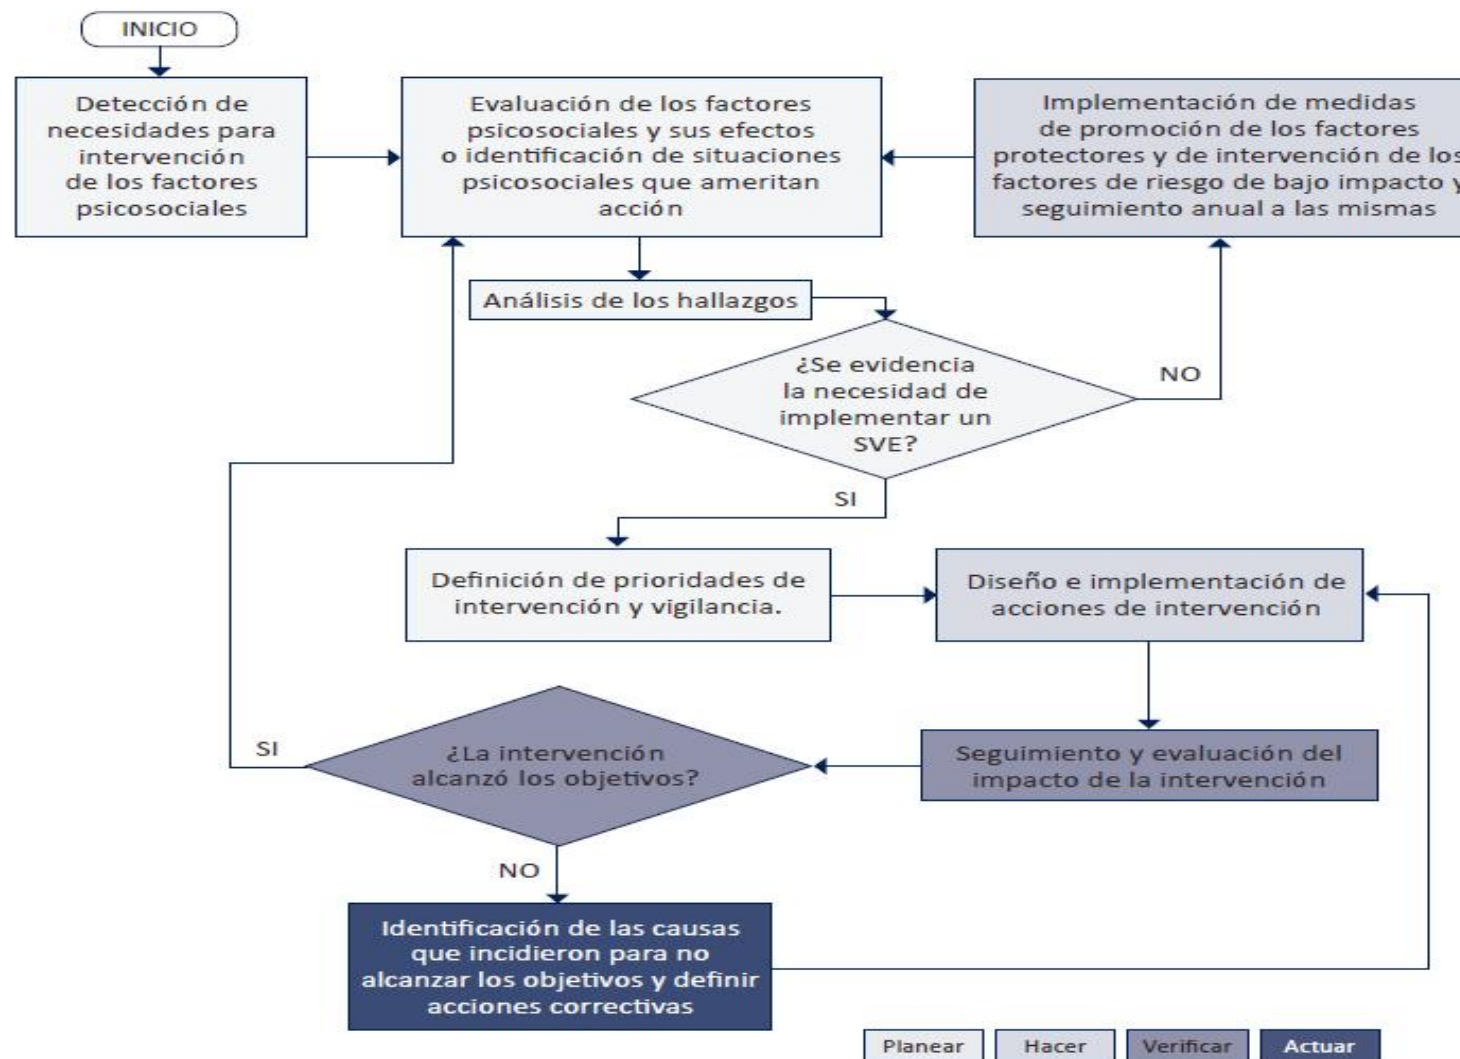 INICIO
Detección de
necesidades para
intervención
de los factores
psicosociales
Evaluación de los factores
psicosociales y sus efectos
o identificación de situaciones
psicosociales que ameritan
acción
Implementación de medidas
de promoción de los factores
protectores y de intervención de los
factores de riesgo de bajo impacto y
seguimiento anual a las mismas
Análisis de los hallazgos
¿Se evidencia
la necesidad de
implementar un
SVE?
NO
SI
Definición de prioridades de
intervención y vigilancia.
Diseño e implementación de
acciones de intervención
Seguimiento y evaluación del
impacto de la intervención
¿La intervención
alcanzó los objetivos?
SI
NO
Identificación de las causas
que incidieron para no
alcanzar los objetivos y definir
acciones correctivas
Planear
Hacer
Verificar
Actuar